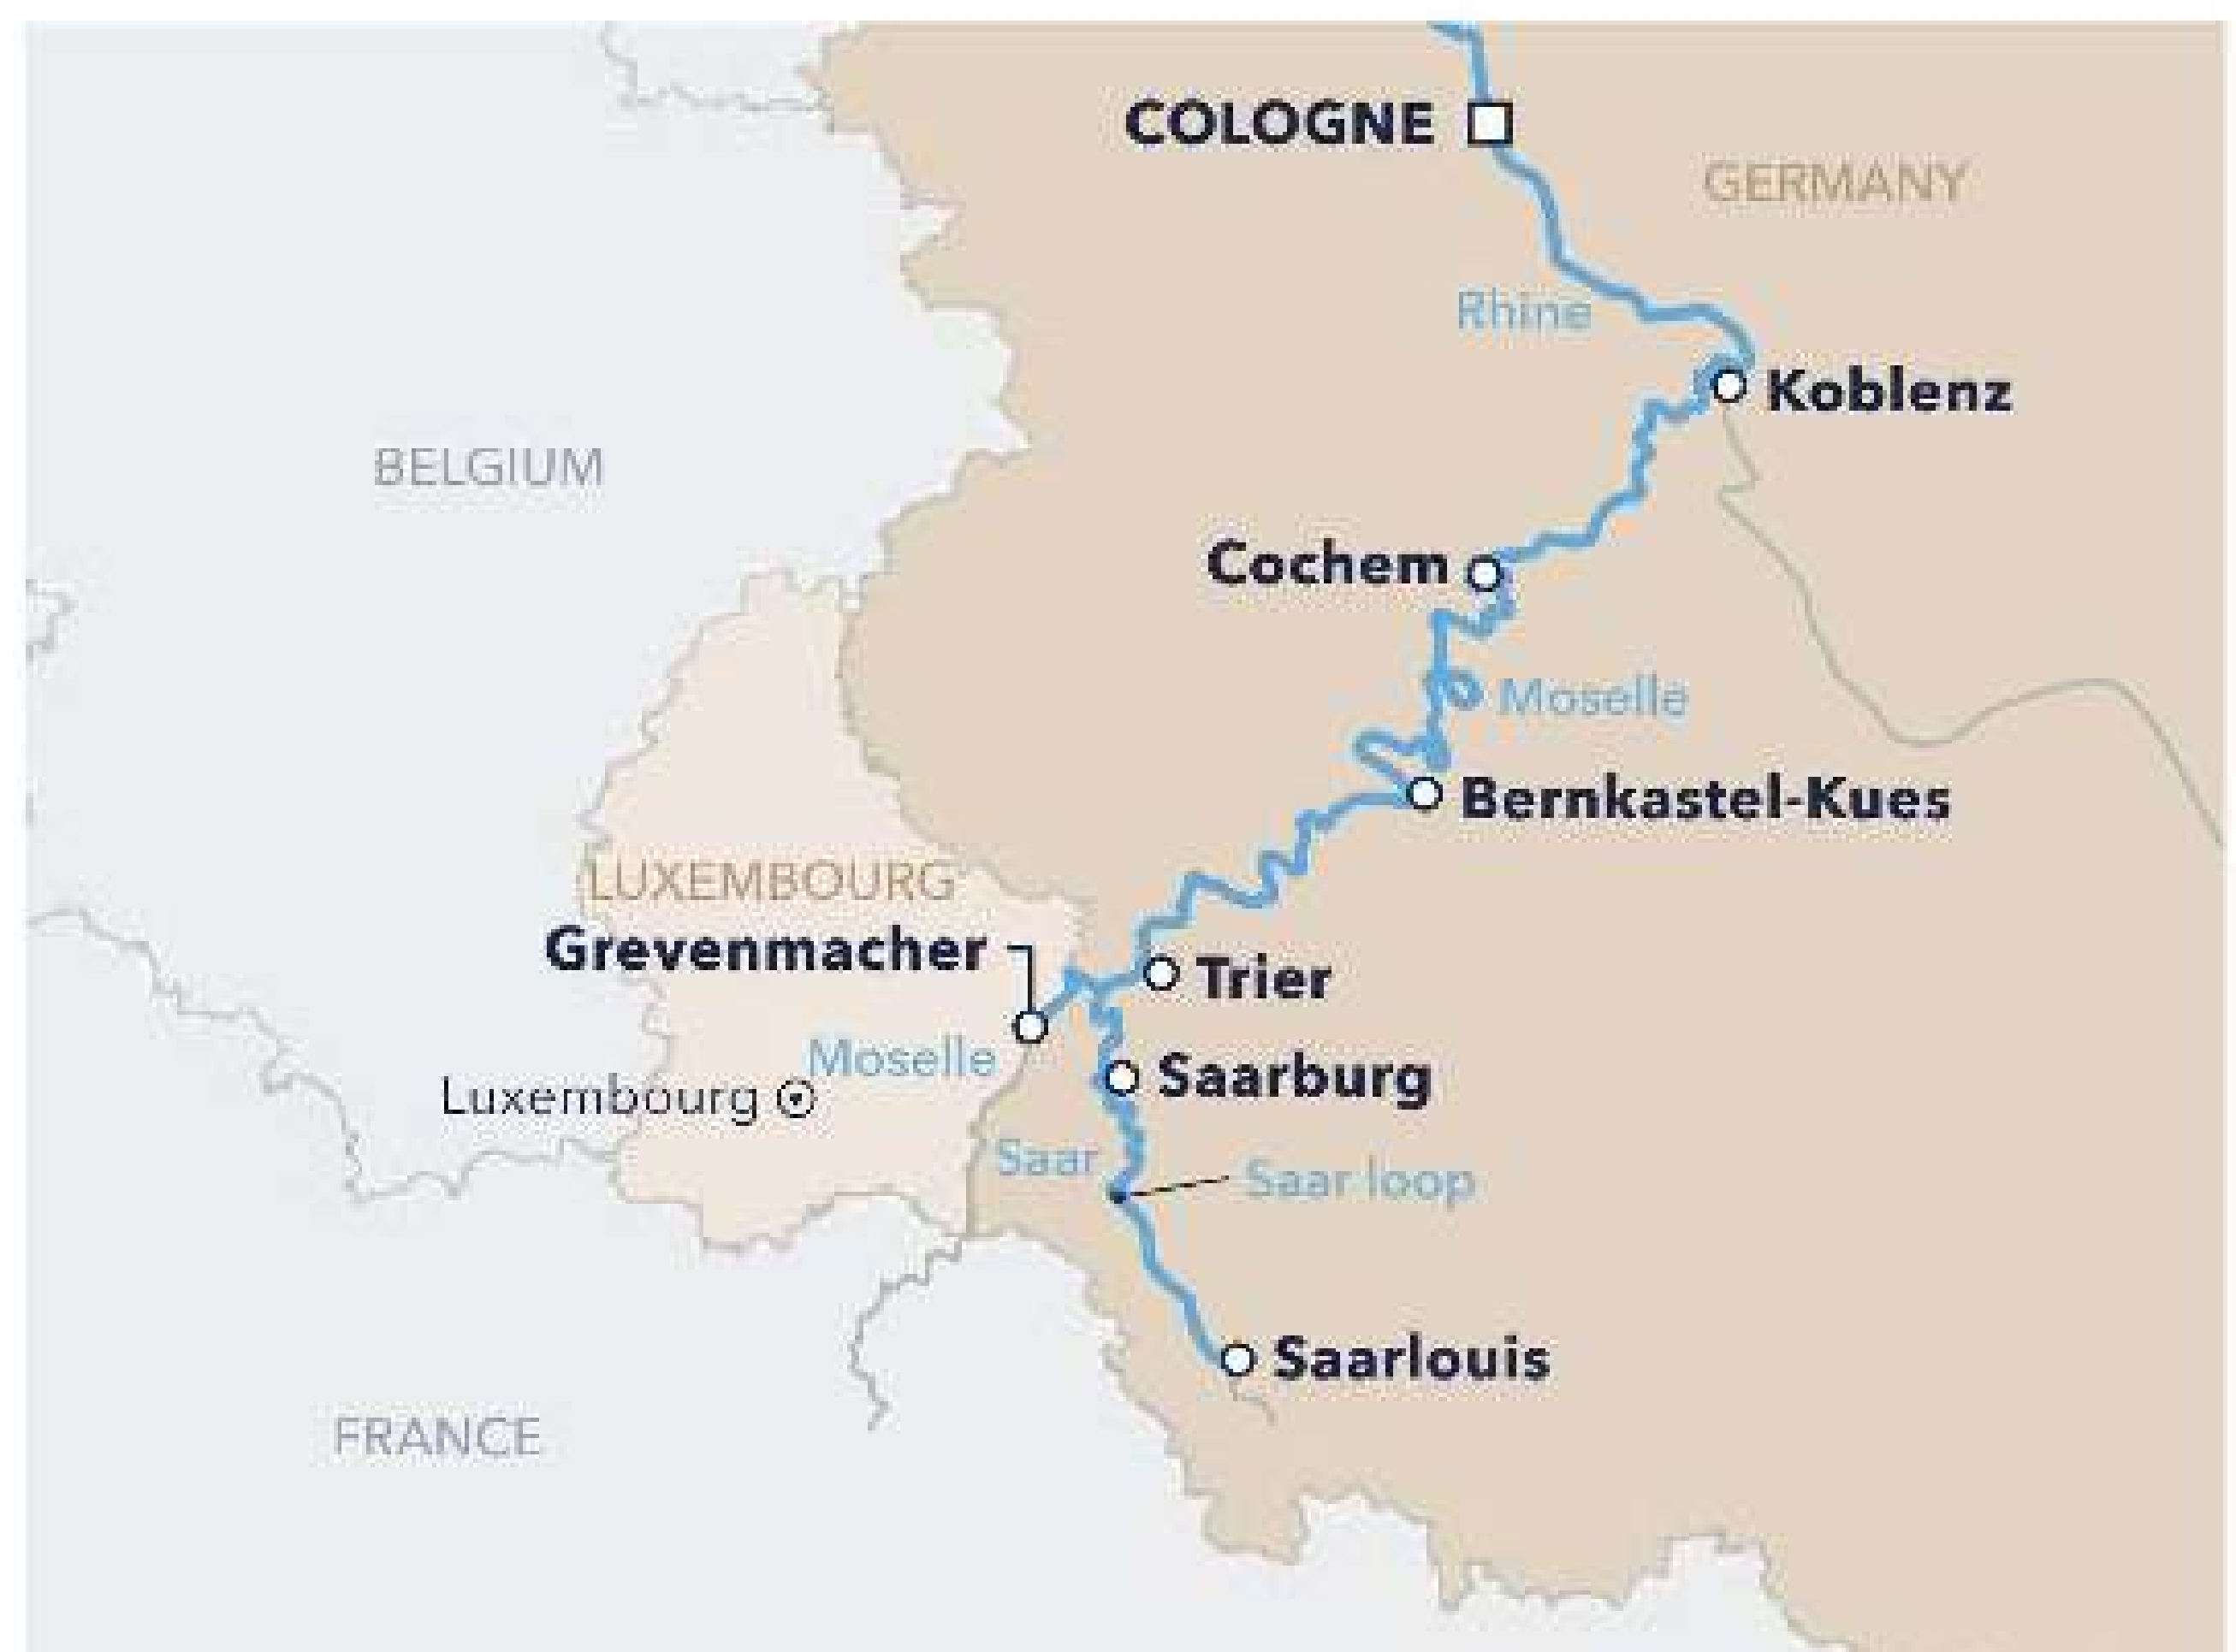 COLOGNE
GERMANY
Rhine
Koblenz
BELGIUM
Cochem
Moselle
Bernkastel-Kues
LUXEMBOURG
Grevenmacher
Trier
Moselle
Luxembourg
Saarburg
Saar
Saar loop
Saarlouis
FRANCE